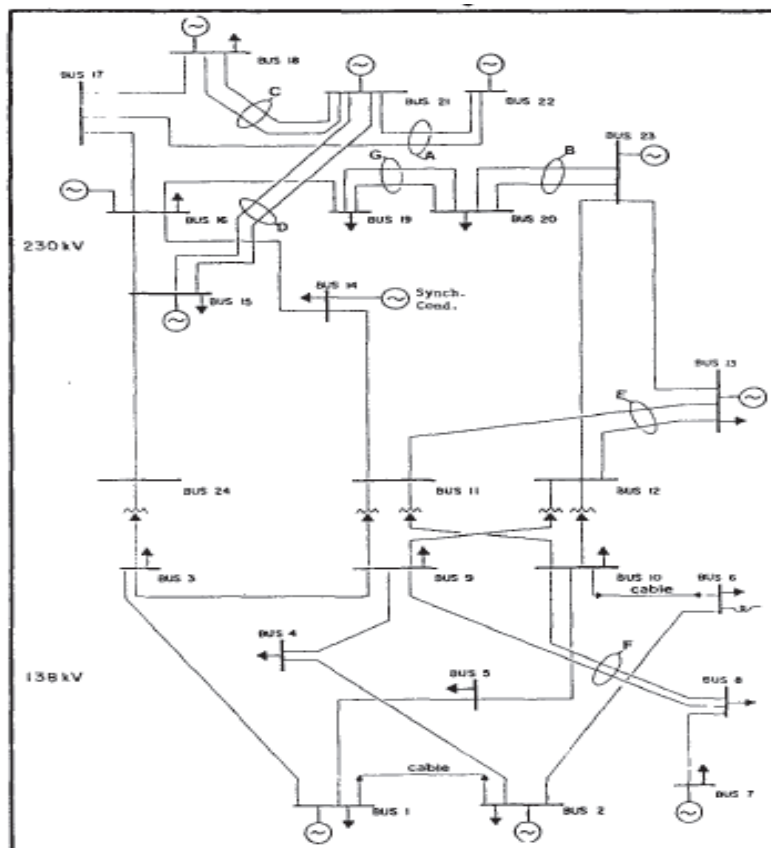 BUS 18
BUS 17
C
BUS 21
BUS 22
A
G
B
BUS 23
BUS 16
D
BUS 19
BUS 20
230 kV
BUS 15
BUS 14
Synch.
Cond.
BUS 13
E
BUS 24
BUS 11
BUS 12
BUS 3
BUS 9
BUS 10
BUS 6
cable
BUS 4
F
BUS 5
138 kV
BUS 8
cable
BUS 1
BUS 2
BUS 7